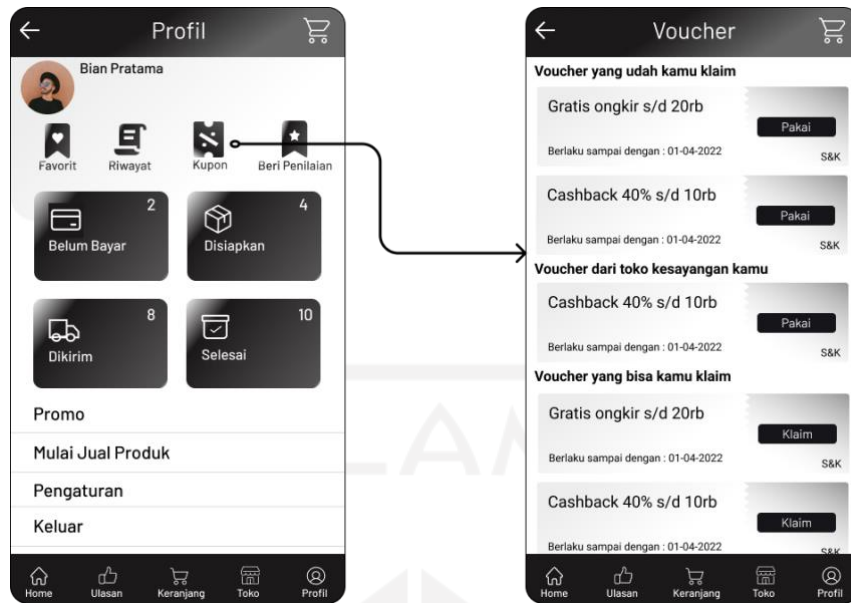 Profil
Bian Pratama
Favorit
Riwayat
Kupon
Beri Penilaian
2
Belum Bayar
4
Disiapkan
8
Dikirim
10
Selesai
Promo
Mulai Jual Produk
Pengaturan
Keluar
Home
Ulasan
Keranjang
Toko
Profil
Voucher
Voucher yang udah kamu klaim
Gratis ongkir s/d 20rb
Pakai
Berlaku sampai dengan : 01-04-2022
S&K
Cashback 40% s/d 10rb
Pakai
Berlaku sampai dengan : 01-04-2022
S&K
Voucher dari toko kesayangan kamu
Cashback 40% s/d 10rb
Pakai
Berlaku sampai dengan : 01-04-2022
S&K
Voucher yang bisa kamu klaim
Gratis ongkir s/d 20rb
Klaim
Berlaku sampai dengan : 01-04-2022
S&K
Cashback 40% s/d 10rb
Klaim
Berlaku sampai dengan : 01-04-2022
S&K
Home
Ulasan
Keranjang
Toko
Profil